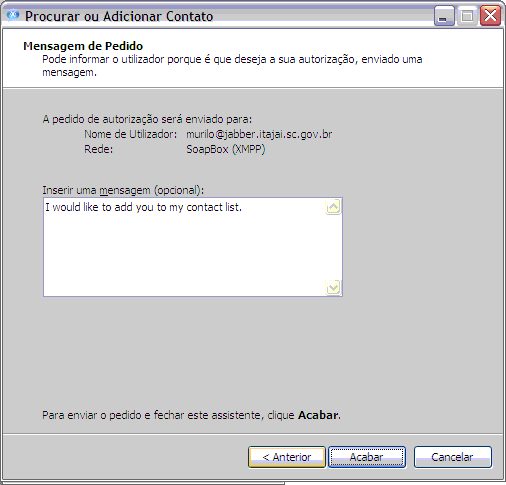 Procurar ou Adicionar Contato
Mensagem de Pedido
Pode informar o utilizador porque é que deseja a sua autorização, enviado uma
mensagem.
A pedido de autorização será enviado para:
Nome de Utilizador: murilo@jabber.itajai.sc.gov.br
Rede: SoapBox (XMPP)
Inserir uma mensagem (opcional):
I would like to add you to my contact list.
Para enviar o pedido e fechar este assistente, clique Acabar.
< Anterior Acabar Cancelar